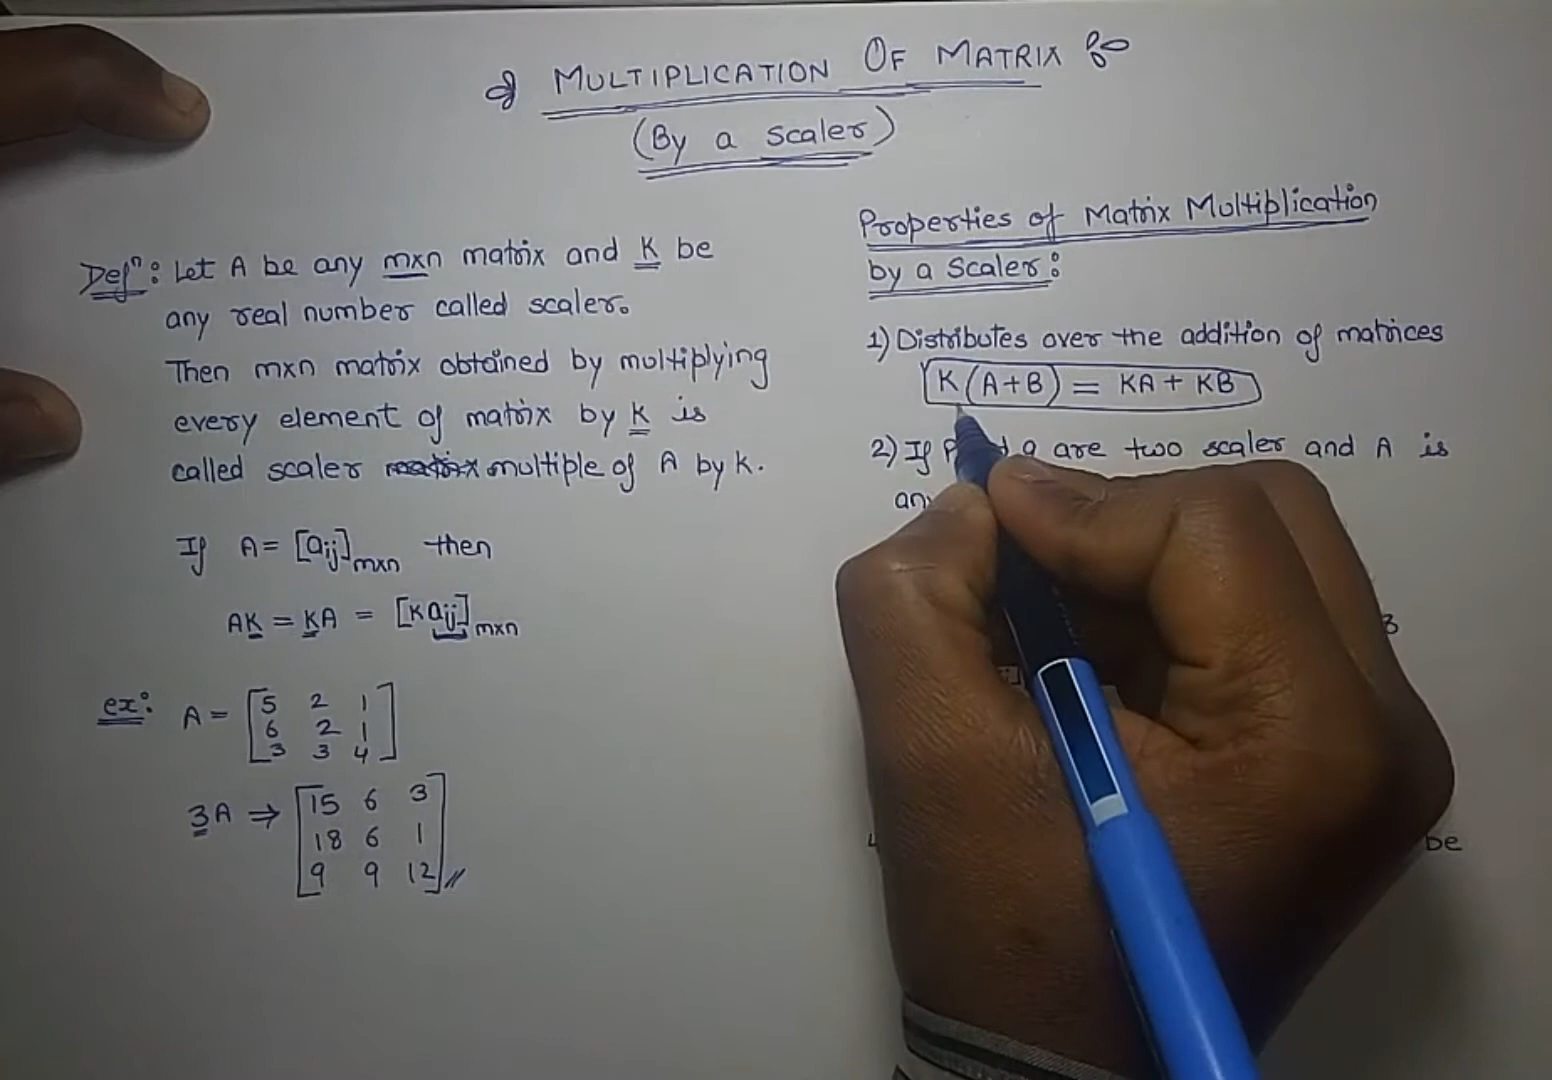 MULTIPLICATION OF MATRIX
(By a scaler)
Defⁿ: Let A be any mxn matrix and K be
any real number called scaler.
Then mxn matrix obtained by multiplying
every element of matrix by K is
called scaler multiple of A by K.
If A = [aij]mxn then
AK = KA = [K aij]mxn
ex: A = [5 2 1
6 2 1
3 3 4]
3A ⇒ [15 6 3
18 6 1
9 9 12]
Properties of Matrix Multiplication
by a Scaler:
1) Distributes over the addition of matrices
K(A+B) = KA + KB
2) If are two scaler and A is
be